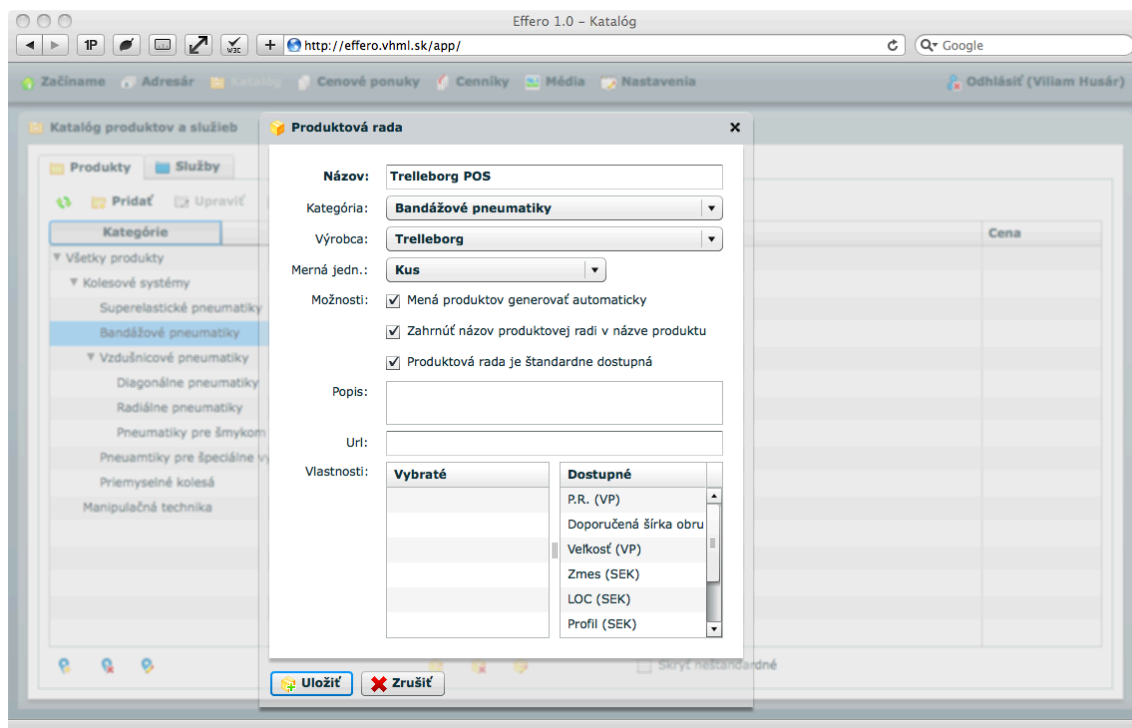 Effero 1.0 – Katalóg
1P W3C + http://effero.vhml.sk/app/ Google
Začíname Adresár Katalóg Cenové ponuky Cenníky Média Nastavenia Odhlásiť (Viliam Husár)
Katalóg produktov a služieb
Produktová rada
Produkty Služby
Názov: Trelleborg POS
Pridať Upraviť
Kategória: Bandážové pneumatiky
Kategórie
Cena
Výrobca: Trelleborg
Všetky produkty
Merná jedn.: Kus
Kolesové systémy
Možnosti: Mená produktov generovať automaticky
Superelastické pneumatiky
Zahrnúť názov produktovej radi v názve produktu
Bandážové pneumatiky
Vzdušnicové pneumatiky
Produktová rada je štandardne dostupná
Diagonálne pneumatiky
Popis:
Radiálne pneumatiky
Pneumatiky pre šmykom
Url:
Pneuamtiky pre špeciálne vy
Vlastnosti: Vybraté Dostupné
Priemyselné kolesá
P.R. (VP)
Manipulačná technika
Doporučená šírka obru
Veľkosť (VP)
Zmes (SEK)
LOC (SEK)
Profil (SEK)
Skryť neštandardné
Uložiť Zrušiť